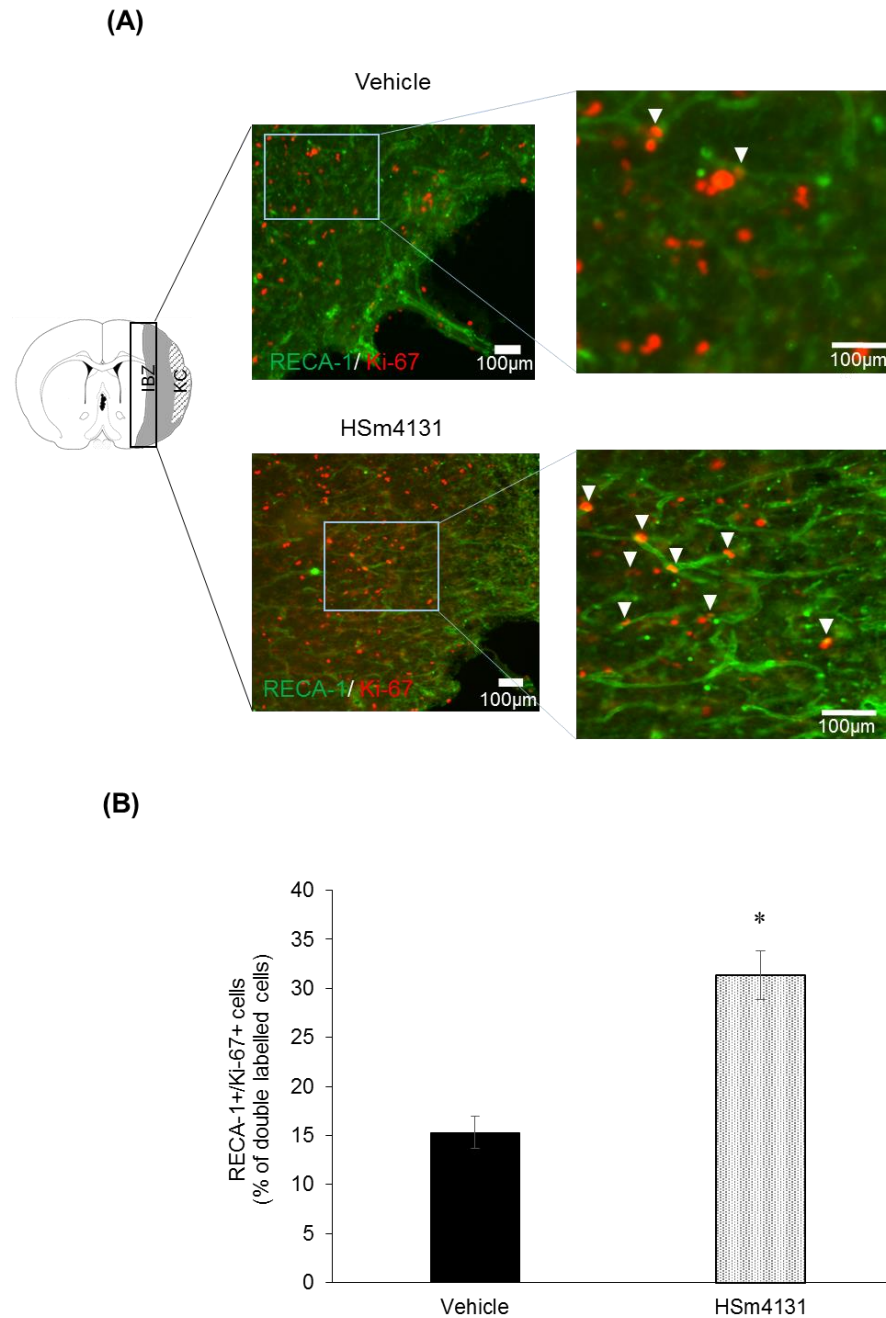 (A)
Vehicle
RECA-1/ Ki-67
100µm
100µm
IBZ
KC
HSm4131
RECA-1/ Ki-67
100µm
100µm
(B)
RECA-1+/Ki-67+ cells
(% of double labelled cells)
40
35
30
25
20
15
10
5
0
*
Vehicle
HSm4131